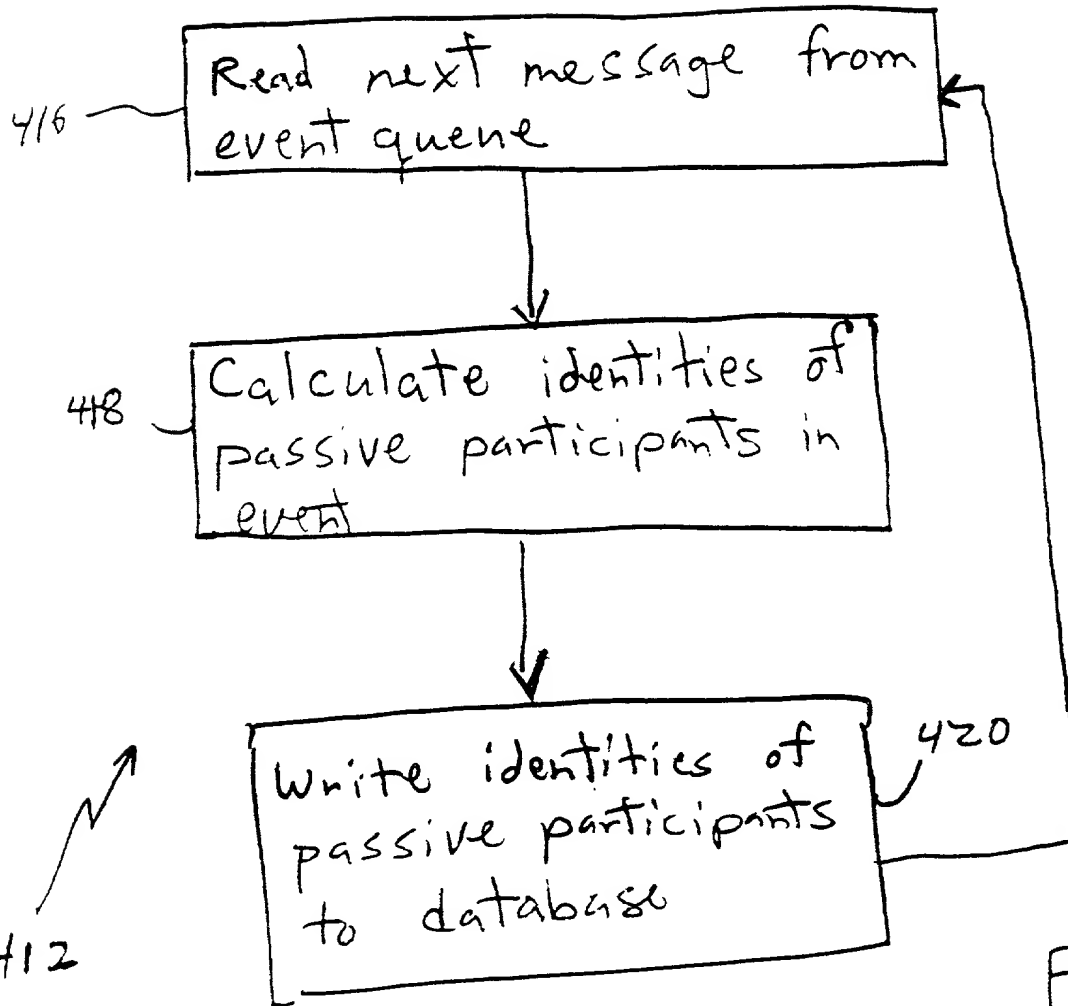 Read next message from
event queue
416
Calculate identities of
passive participants in
event
418
Write identities of
passive participants
to database
420
412
F